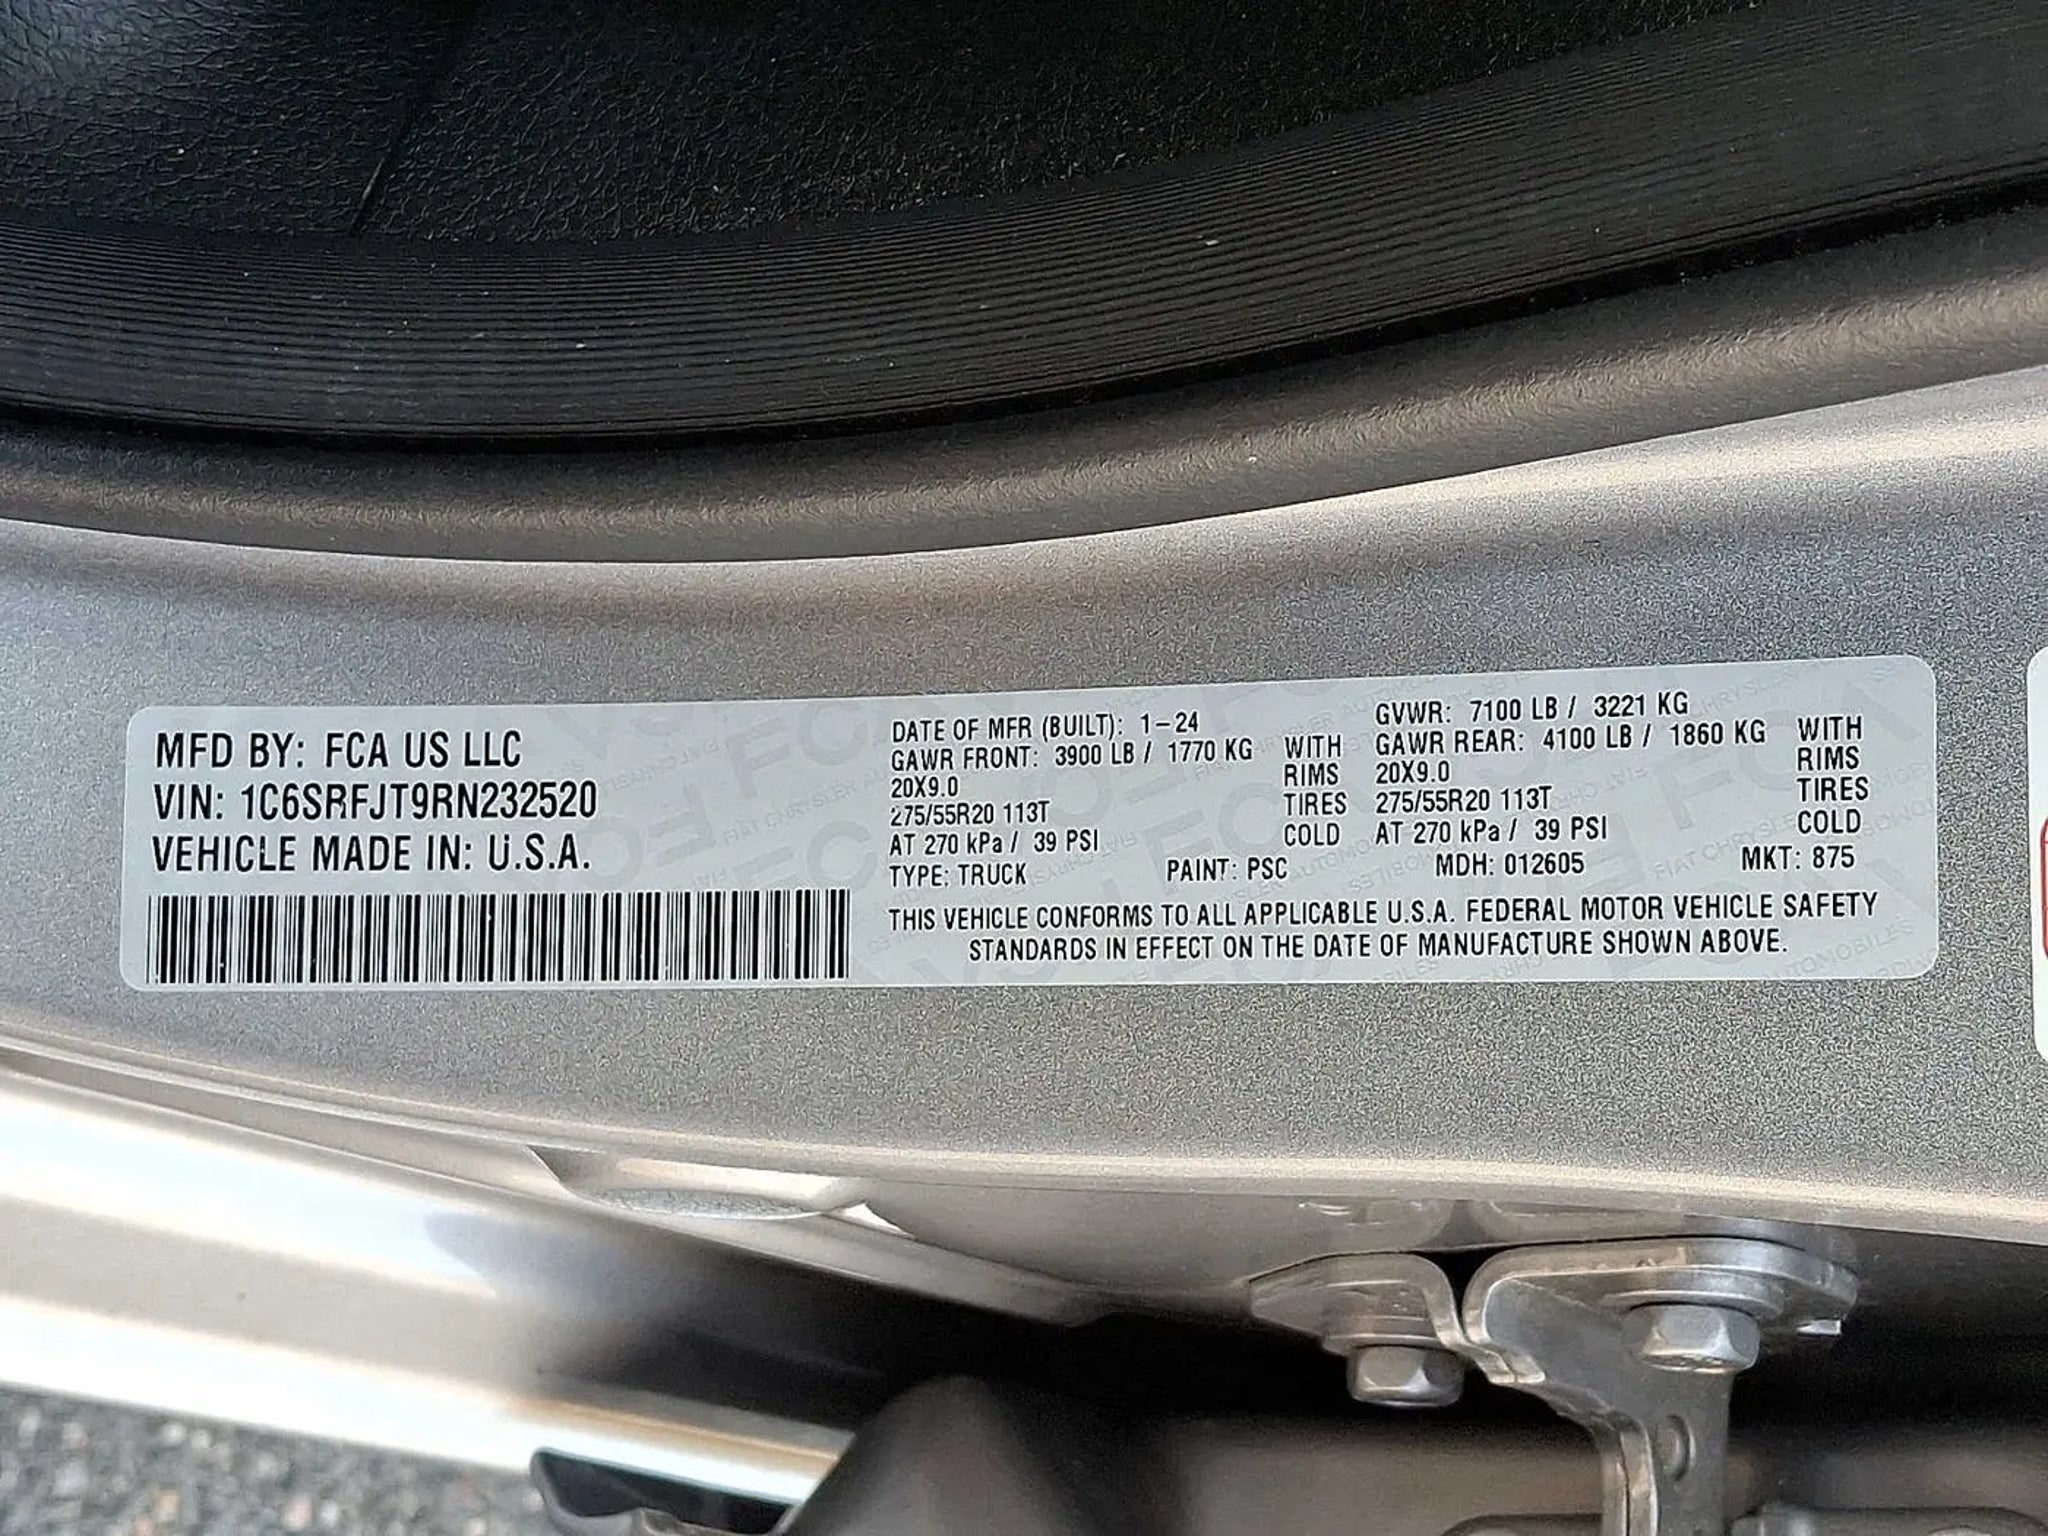 MFD BY: FCA US LLC
VIN: 1C6SRFJT9RN232520
VEHICLE MADE IN: U.S.A.
DATE OF MFR (BUILT): 1-24
GAWR FRONT: 3900 LB / 1770 KG WITH
20X9.0 RIMS
275/55R20 113T TIRES
AT 270 kPa / 39 PSI COLD
GVWR: 7100 LB / 3221 KG
GAWR REAR: 4100 LB / 1860 KG WITH
20X9.0 RIMS
275/55R20 113T TIRES
AT 270 kPa / 39 PSI COLD
TYPE: TRUCK PAINT: PSC MDH: 012605 MKT: 875
THIS VEHICLE CONFORMS TO ALL APPLICABLE U.S.A. FEDERAL MOTOR VEHICLE SAFETY
STANDARDS IN EFFECT ON THE DATE OF MANUFACTURE SHOWN ABOVE.